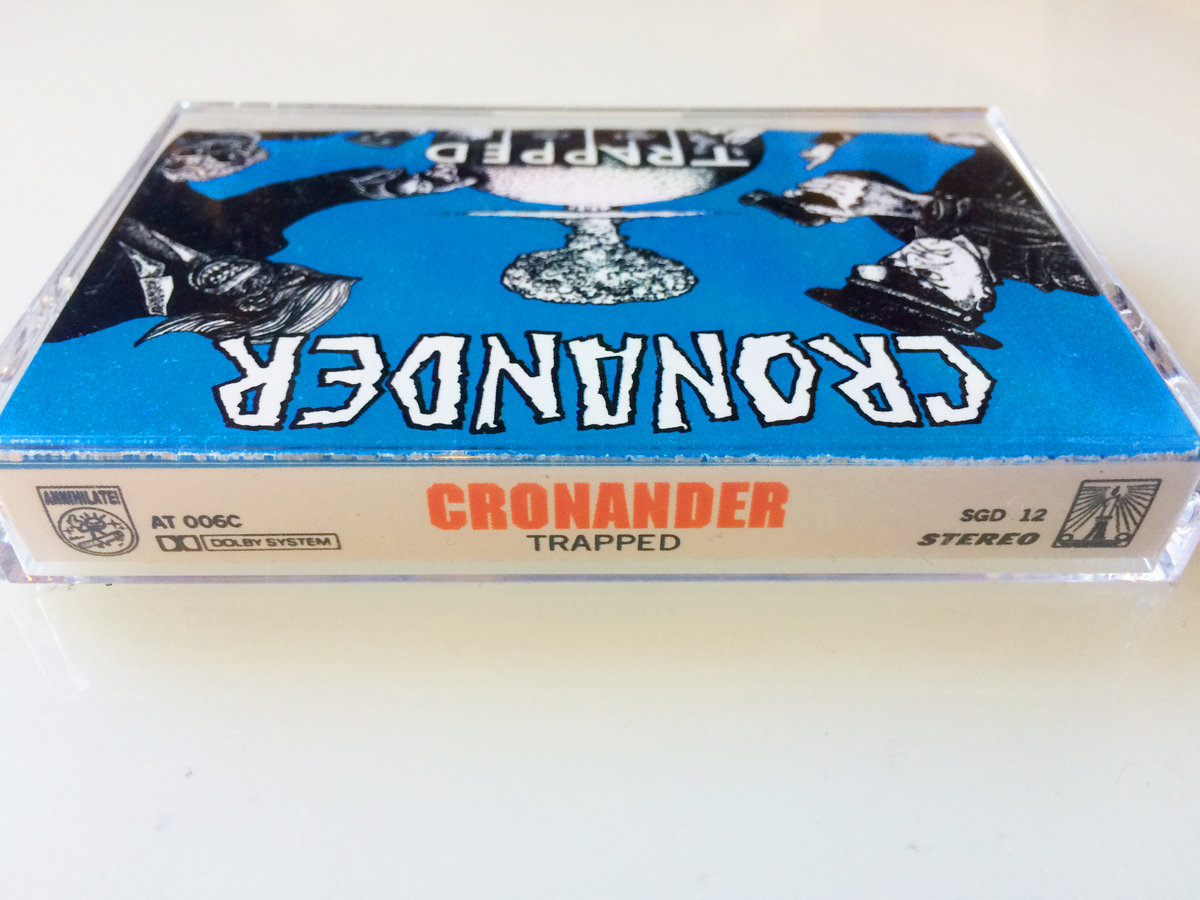 TRAPPED
CRONANDER
ANNIHILATE!
AT 006C
DOLBY SYSTEM
CRONANDER
TRAPPED
SGD 12
STEREO